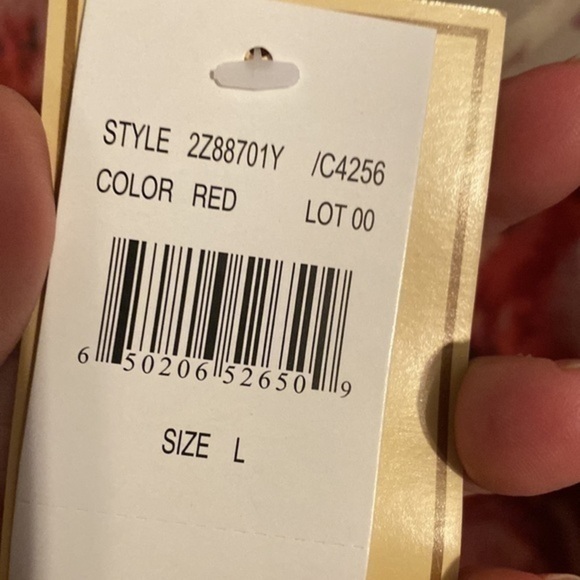 STYLE 2Z88701Y /C4256
COLOR RED LOT 00
6 50206 52650 9
SIZE L